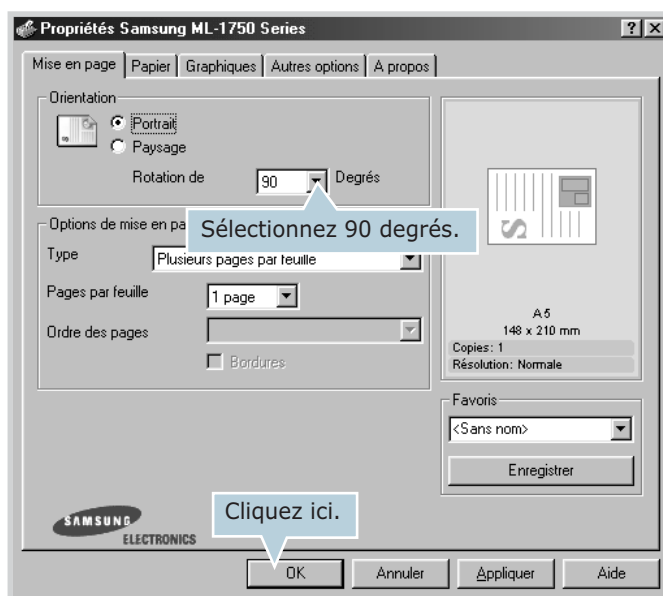 Propriétés Samsung ML-1750 Series
Mise en page Papier Graphiques Autres options A propos
Orientation
Portrait
Paysage
Rotation de 90 Degrés
Sélectionnez 90 degrés.
Options de mise en pa
Type Plusieurs pages par feuille
Pages par feuille 1 page
Ordre des pages
Bordures
A5
148 x 210 mm
Copies: 1
Résolution: Normale
Favoris
<Sans nom>
Enregistrer
SAMSUNG
ELECTRONICS
Cliquez ici.
OK Annuler Appliquer Aide